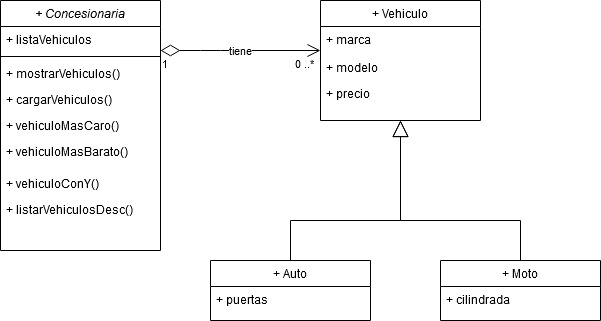 + Concesionaria
+ listaVehiculos
+ mostrarVehiculos()
+ cargarVehiculos()
+ vehiculoMasCaro()
+ vehiculoMasBarato()
+ vehiculoConY()
+ listarVehiculosDesc()
1
tiene
0 ..*
+ Vehiculo
+ marca
+ modelo
+ precio
+ Auto
+ puertas
+ Moto
+ cilindrada